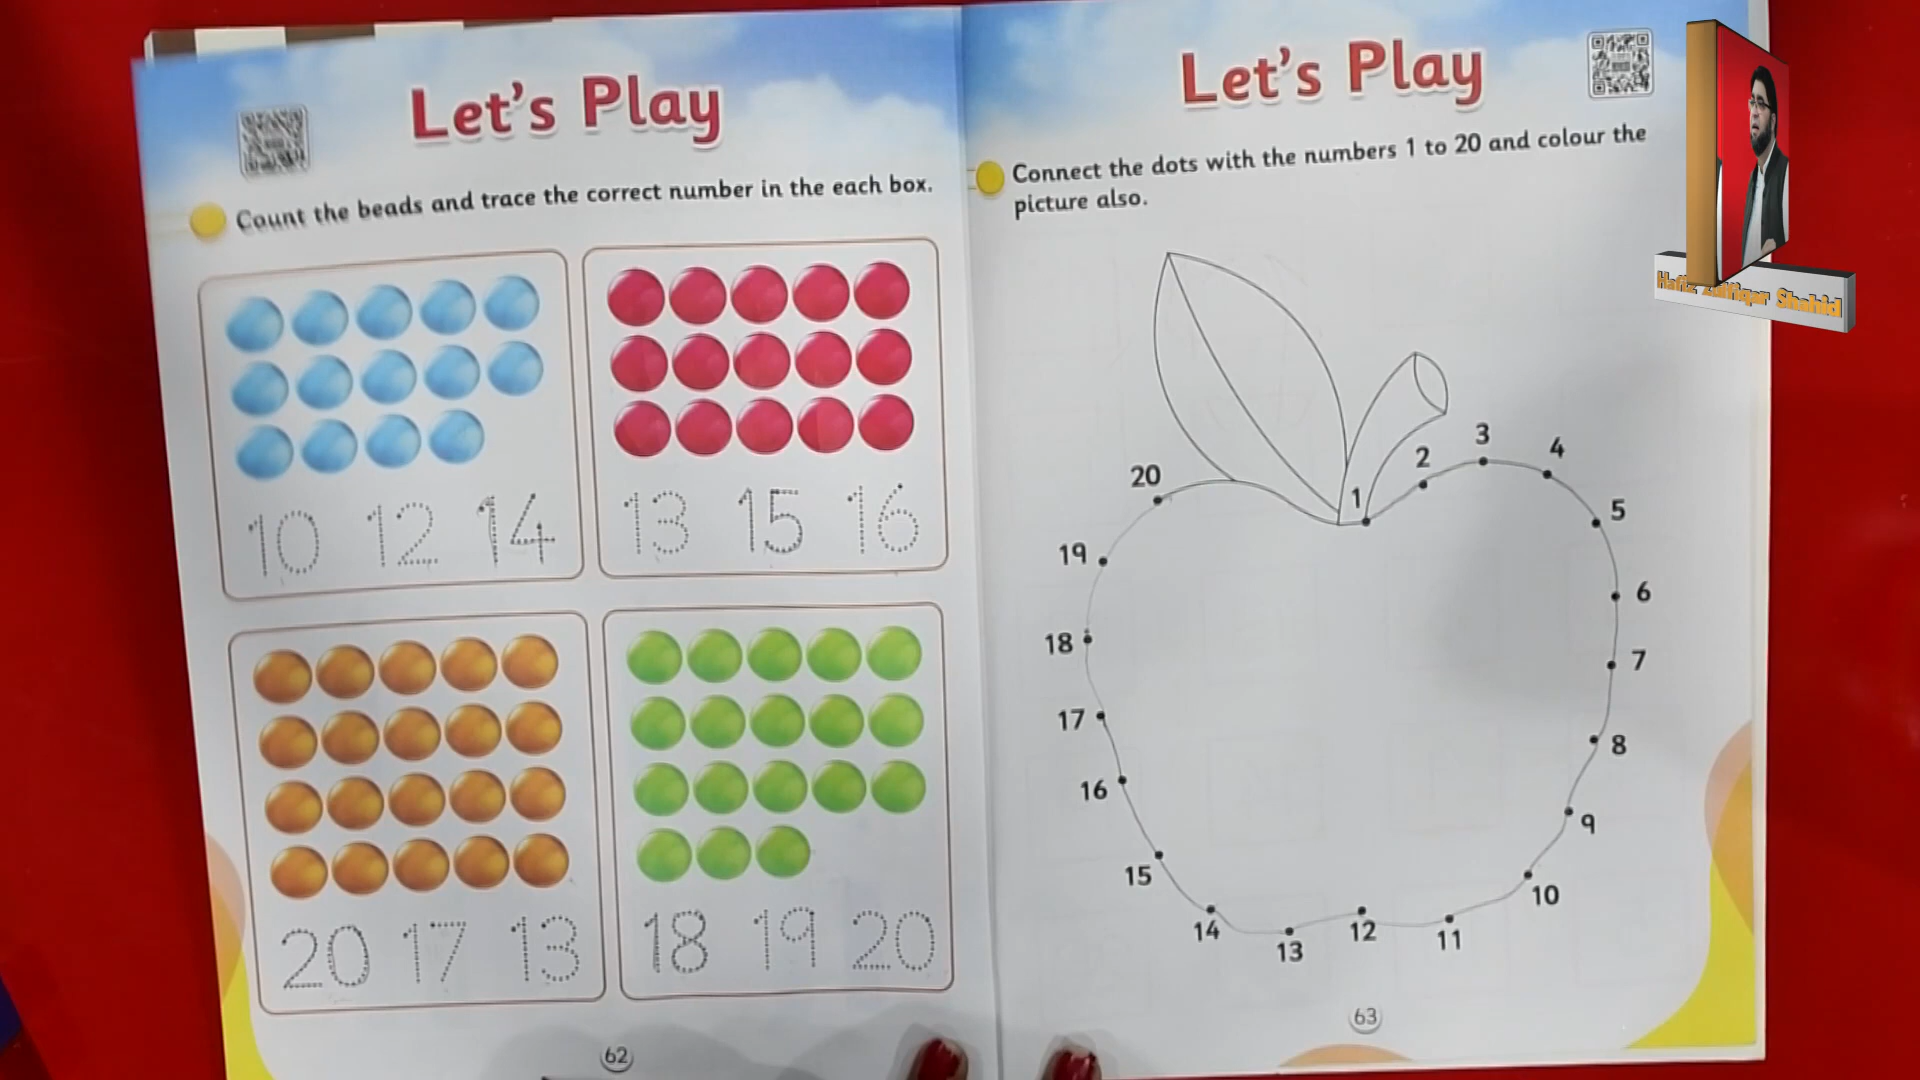 Let's Play
Count the beads and trace the correct number in the each box.
10 12 14
13 15 16
20 17 13
18 19 20
62
Let's Play
Connect the dots with the numbers 1 to 20 and colour the
picture also.
1
2
3
4
5
6
7
8
9
10
11
12
13
14
15
16
17
18
19
20
63
Shahid